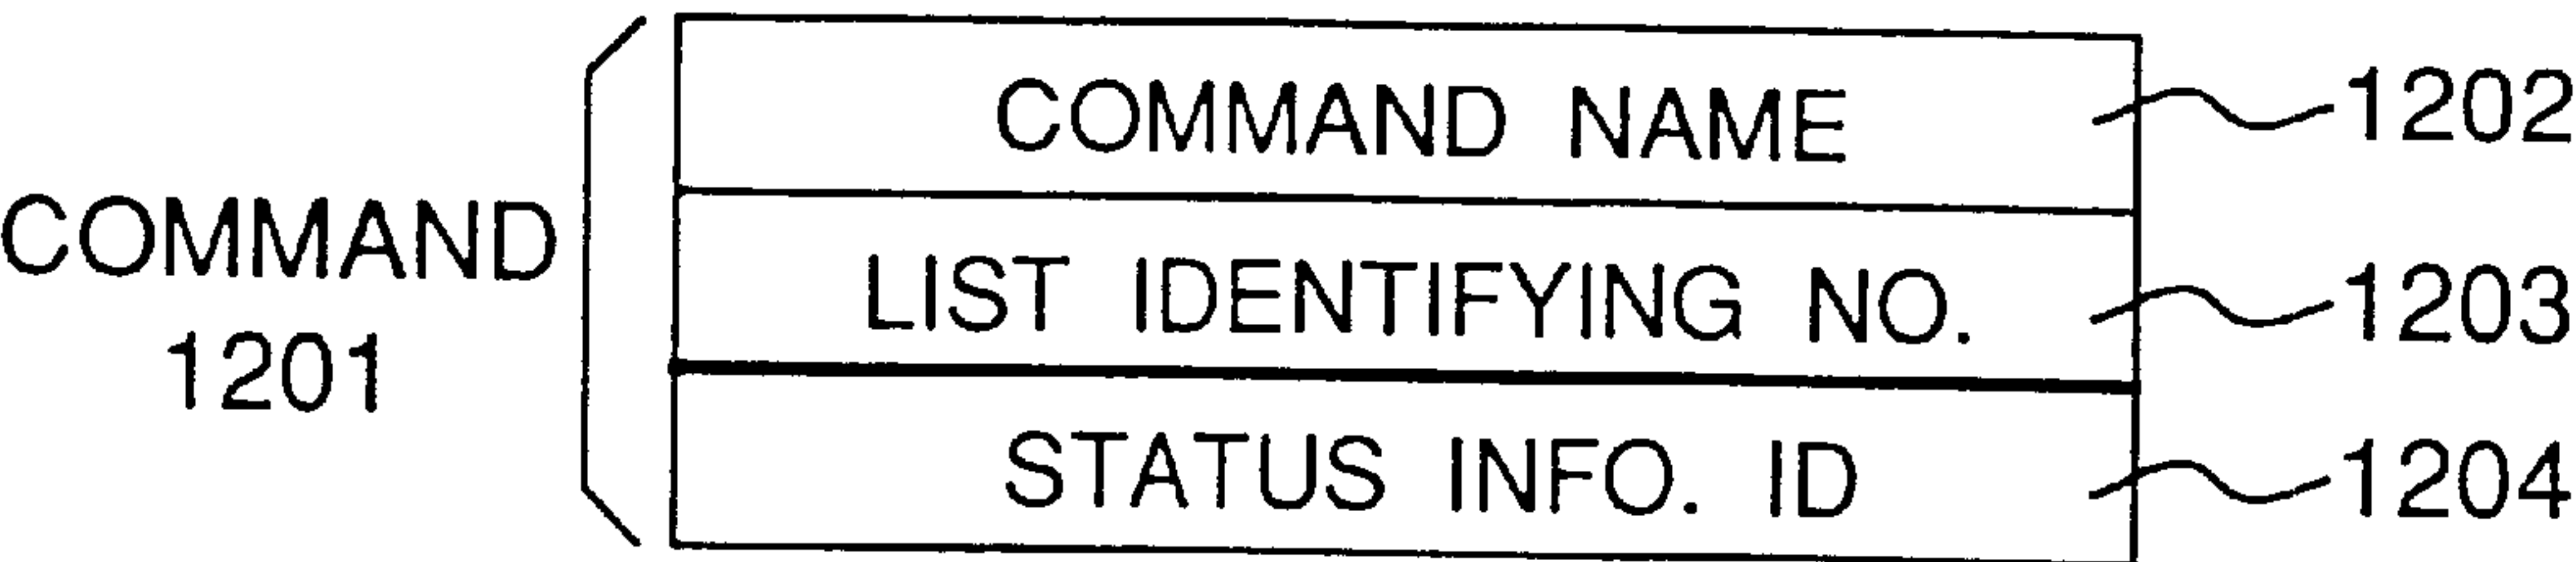 COMMAND NAME 1202
COMMAND
1201
LIST IDENTIFYING NO. 1203
STATUS INFO. ID 1204